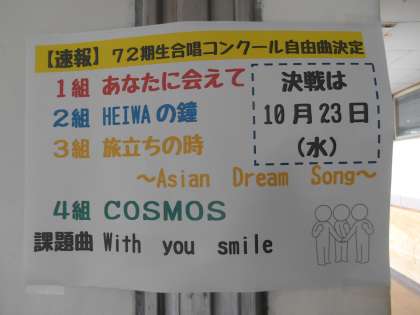 【速報】７２期生合唱コンクール自由曲決定
１組 あなたに会えて
２組 HEIWAの鐘
３組 旅立ちの時
～Asian Dream Song～
４組 COSMOS
課題曲 With you smile
決戦は
10月23日
（水）